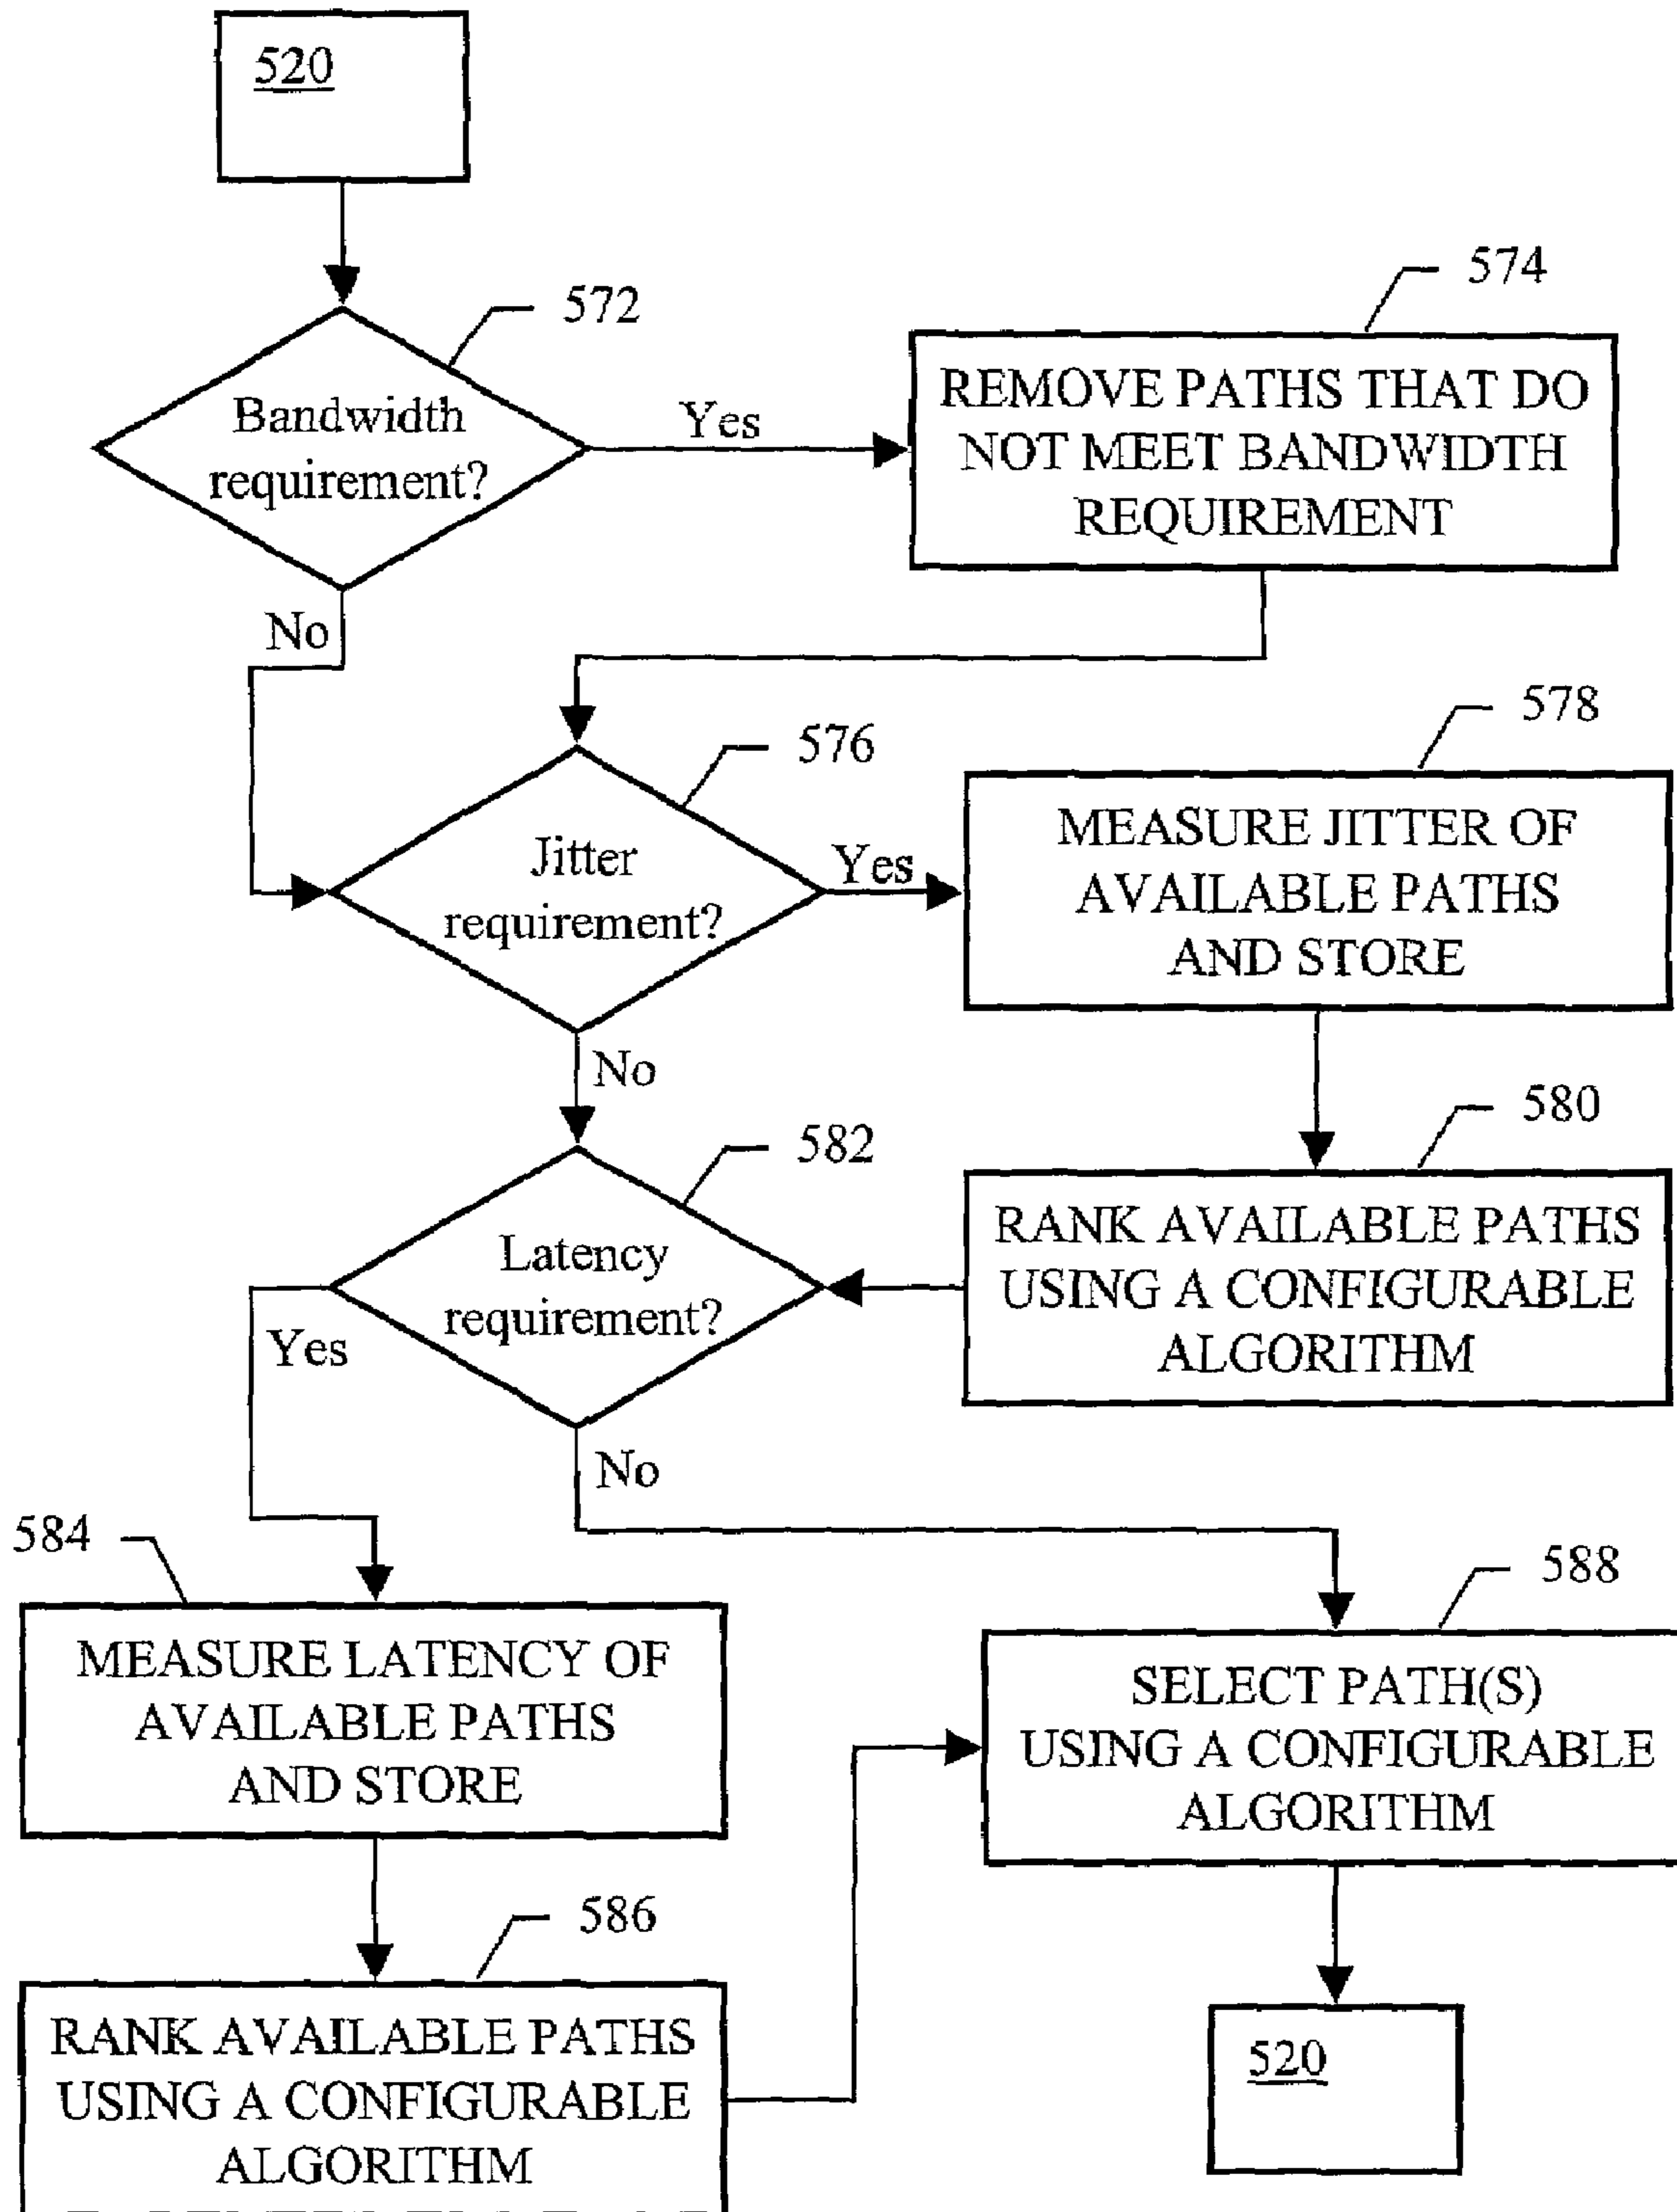 520
572
574
Bandwidth
requirement?
Yes
REMOVE PATHS THAT DO
NOT MEET BANDWIDTH
REQUIREMENT
No
576
578
Jitter
requirement?
Yes
MEASURE JITTER OF
AVAILABLE PATHS
AND STORE
No
580
582
Latency
requirement?
RANK AVAILABLE PATHS
USING A CONFIGURABLE
ALGORITHM
Yes
No
584
588
MEASURE LATENCY OF
AVAILABLE PATHS
AND STORE
SELECT PATH(S)
USING A CONFIGURABLE
ALGORITHM
586
RANK AVAILABLE PATHS
USING A CONFIGURABLE
ALGORITHM
520